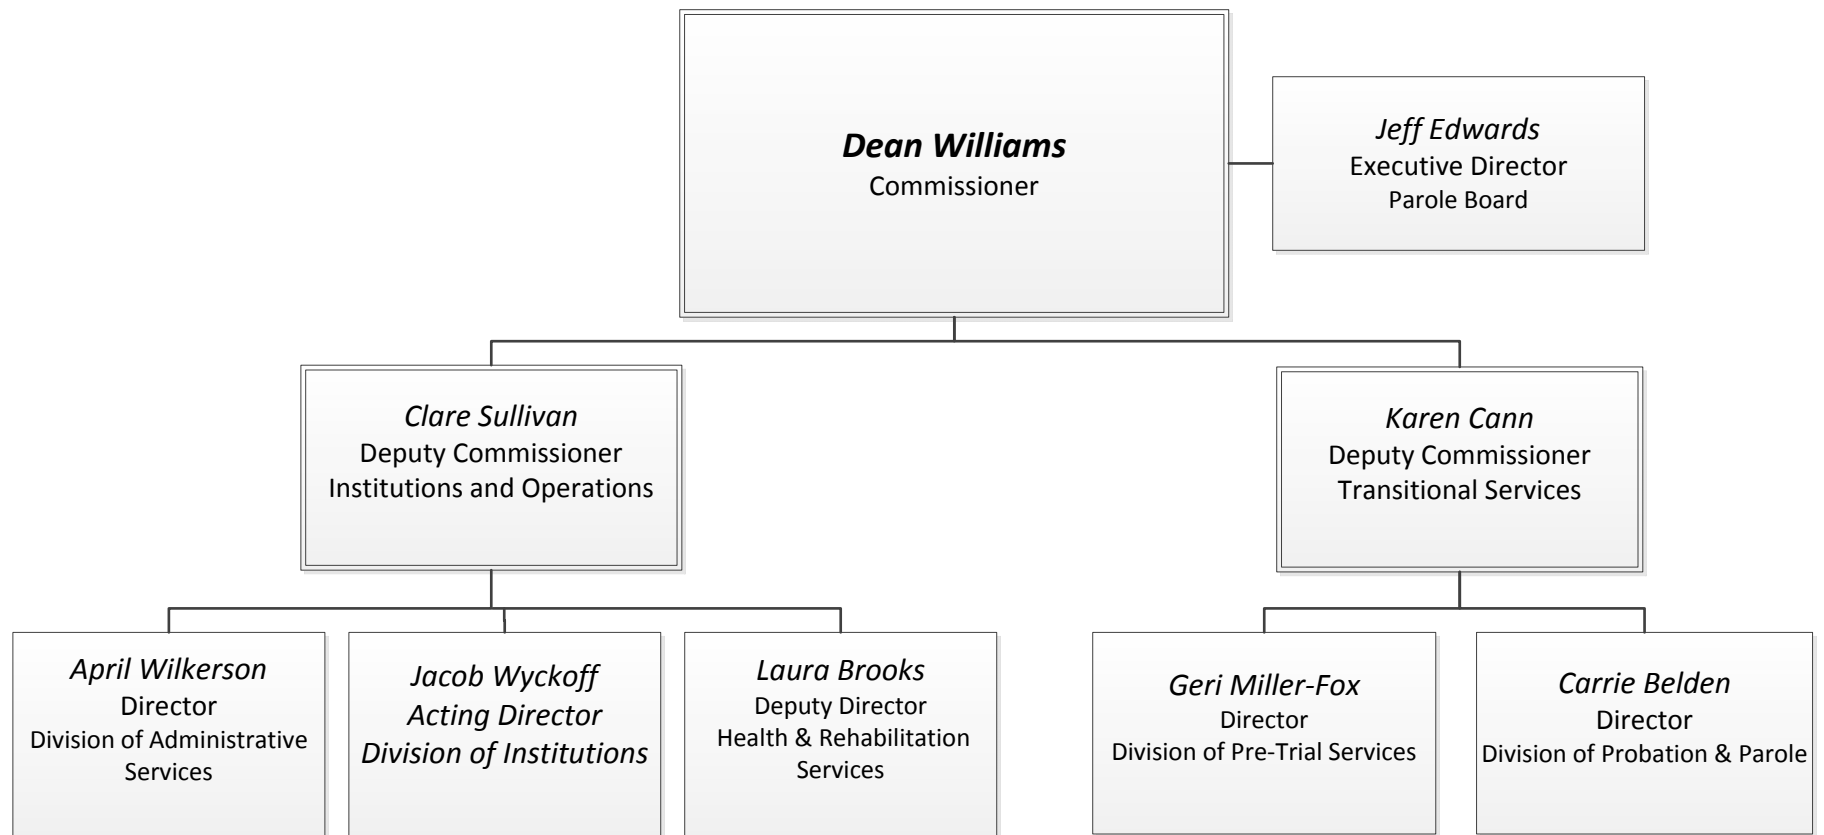 Dean Williams
Commissioner
Jeff Edwards
Executive Director
Parole Board
Clare Sullivan
Deputy Commissioner
Institutions and Operations
Karen Cann
Deputy Commissioner
Transitional Services
April Wilkerson
Director
Division of Administrative
Services
Jacob Wyckoff
Acting Director
Division of Institutions
Laura Brooks
Deputy Director
Health & Rehabilitation
Services
Geri Miller-Fox
Director
Division of Pre-Trial Services
Carrie Belden
Director
Division of Probation & Parole